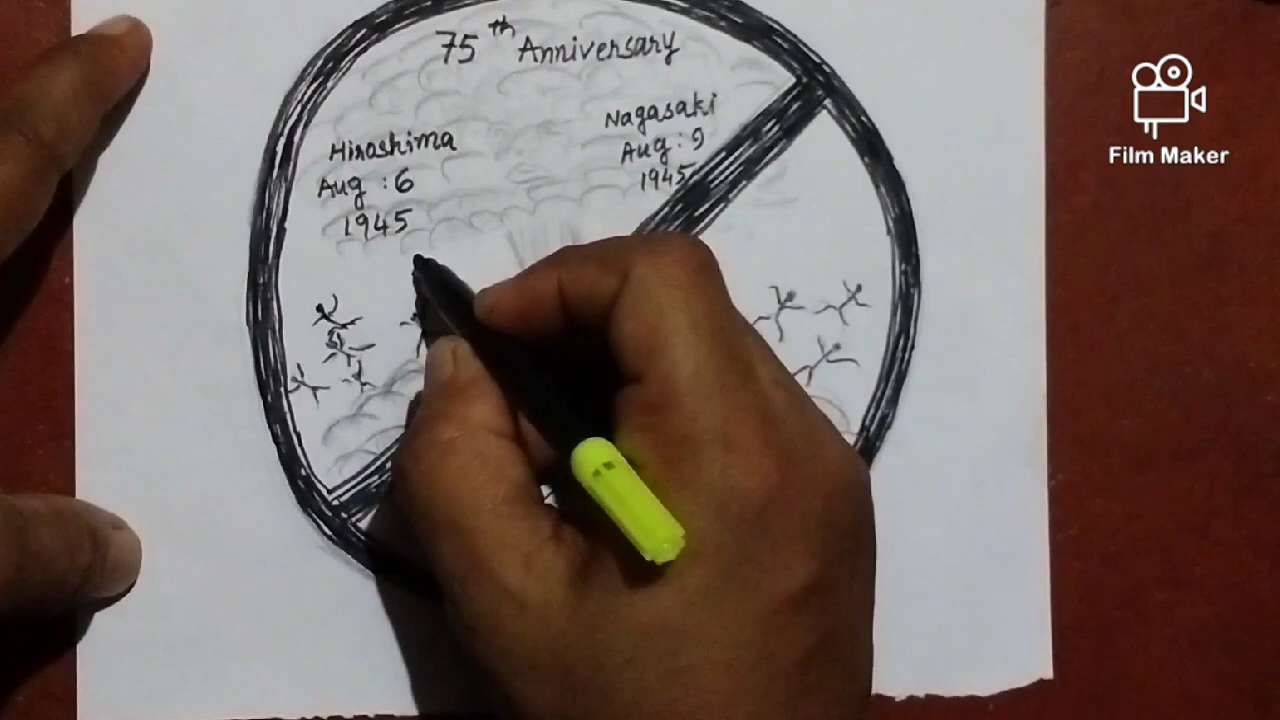 75th Anniversary
Hiroshima
Aug : 6
1945
Nagasaki
Aug : 9
1945
Film Maker